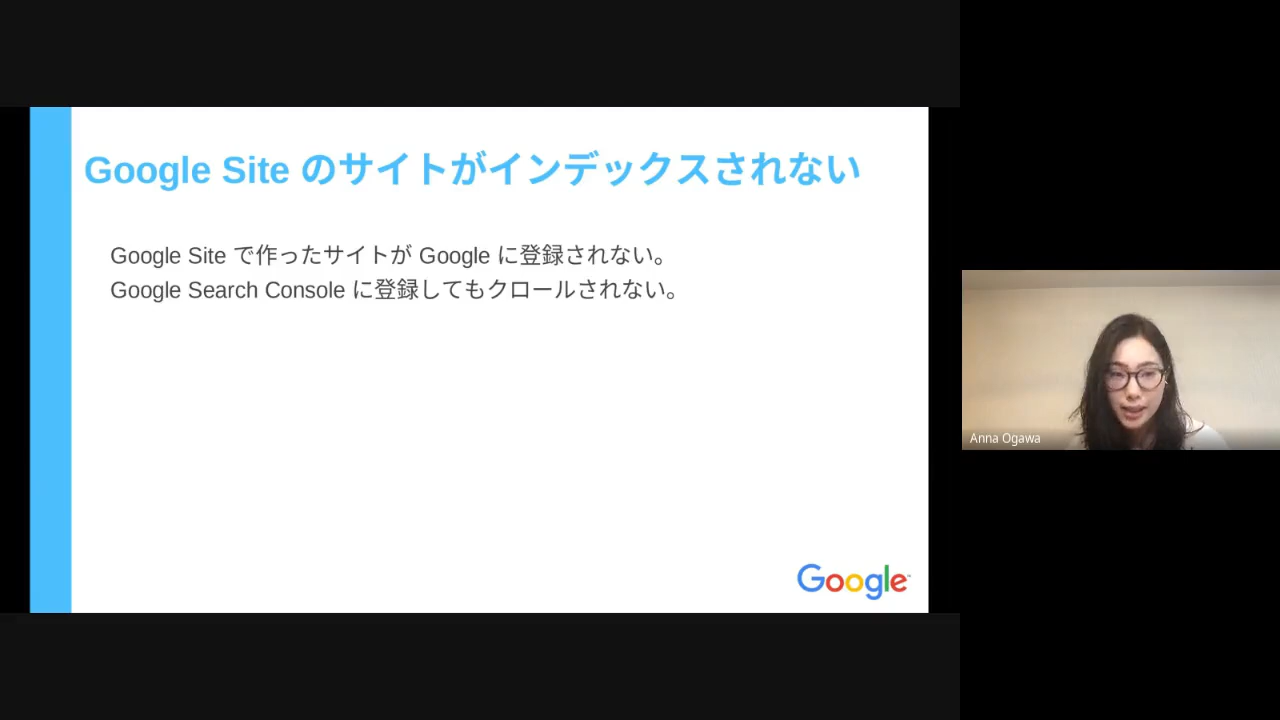 Google Site のサイトがインデックスされない
Google Site で作ったサイトが Google に登録されない。
Google Search Console に登録してもクロールされない。
Google
Anna Ogawa